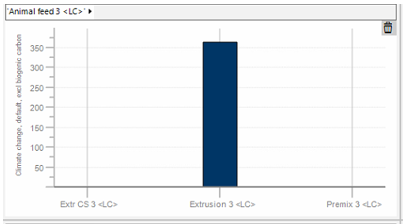 'Animal feed 3 <LC>'
Climate change, default, excl biogenic carbon
350
300
250
200
150
100
50
Extr CS 3 <LC>
Extrusion 3 <LC>
Premix 3 <LC>